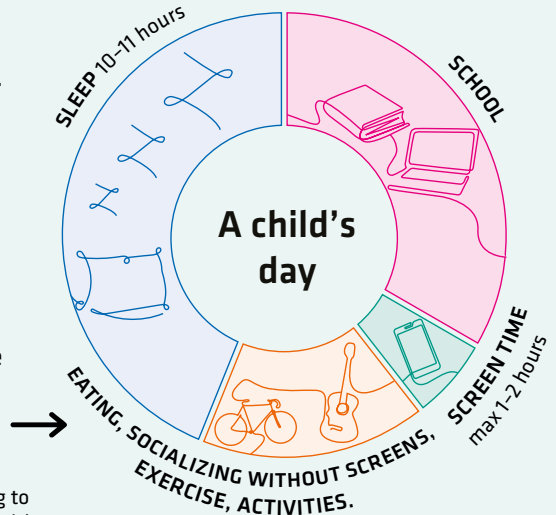 SLEEP 10–11 hours
SCHOOL
A child's
day
SCREEN TIME
max 1–2 hours
EATING, SOCIALIZING WITHOUT SCREENS,
EXERCISE, ACTIVITIES.
g to